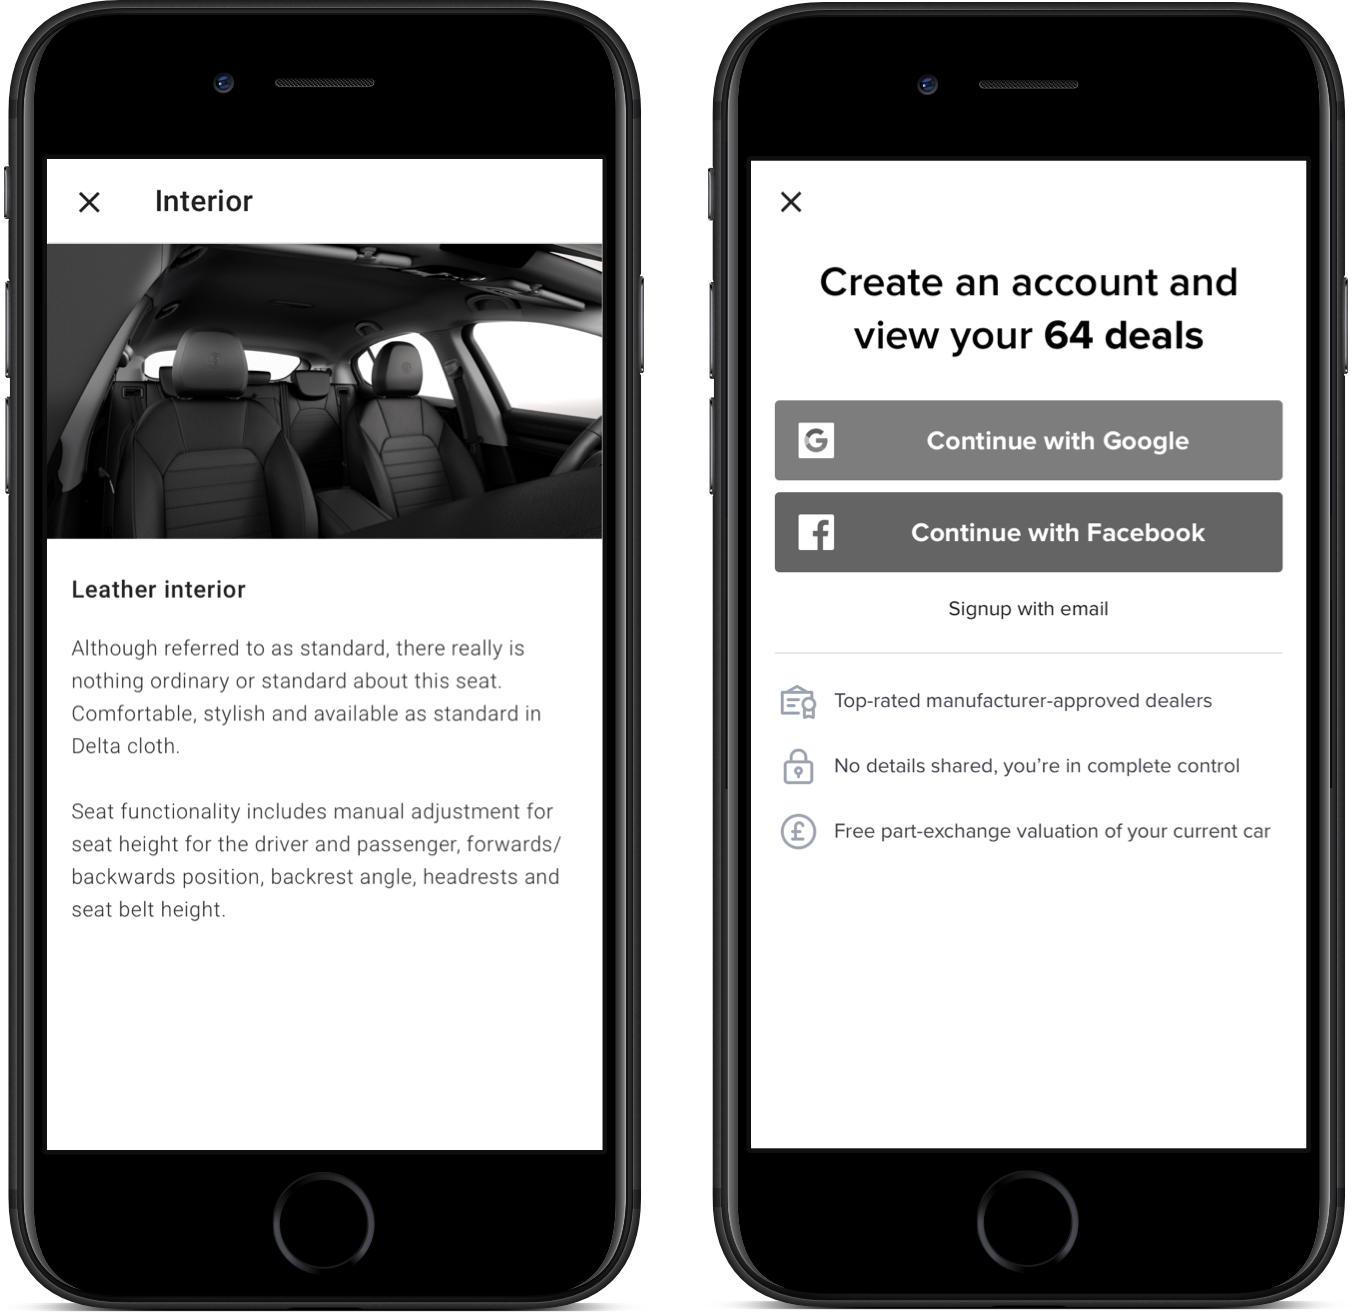 Interior
Leather interior
Although referred to as standard, there really is
nothing ordinary or standard about this seat.
Comfortable, stylish and available as standard in
Delta cloth.
Seat functionality includes manual adjustment for
seat height for the driver and passenger, forwards/
backwards position, backrest angle, headrests and
seat belt height.
Create an account and
view your 64 deals
G
Continue with Google
f
Continue with Facebook
Signup with email
Top-rated manufacturer-approved dealers
No details shared, you’re in complete control
£
Free part-exchange valuation of your current car